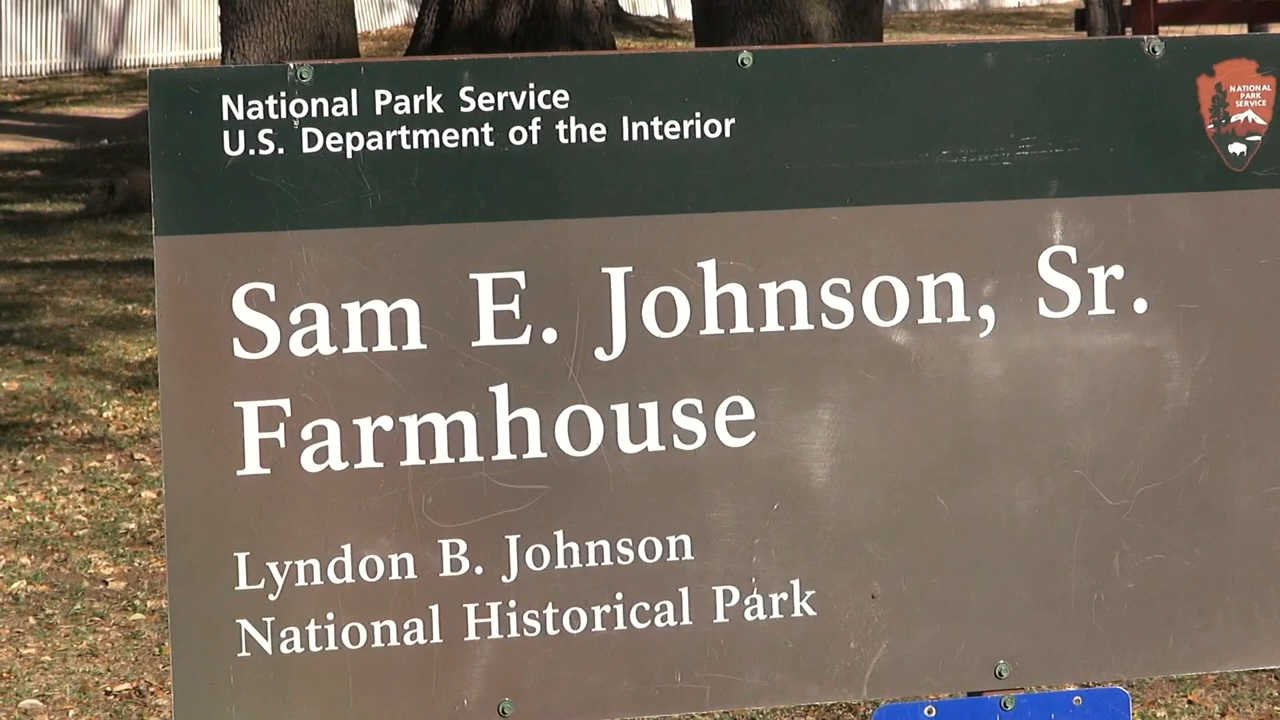 National Park Service
U.S. Department of the Interior
NATIONAL
PARK
SERVICE
Sam E. Johnson, Sr.
Farmhouse
Lyndon B. Johnson
National Historical Park